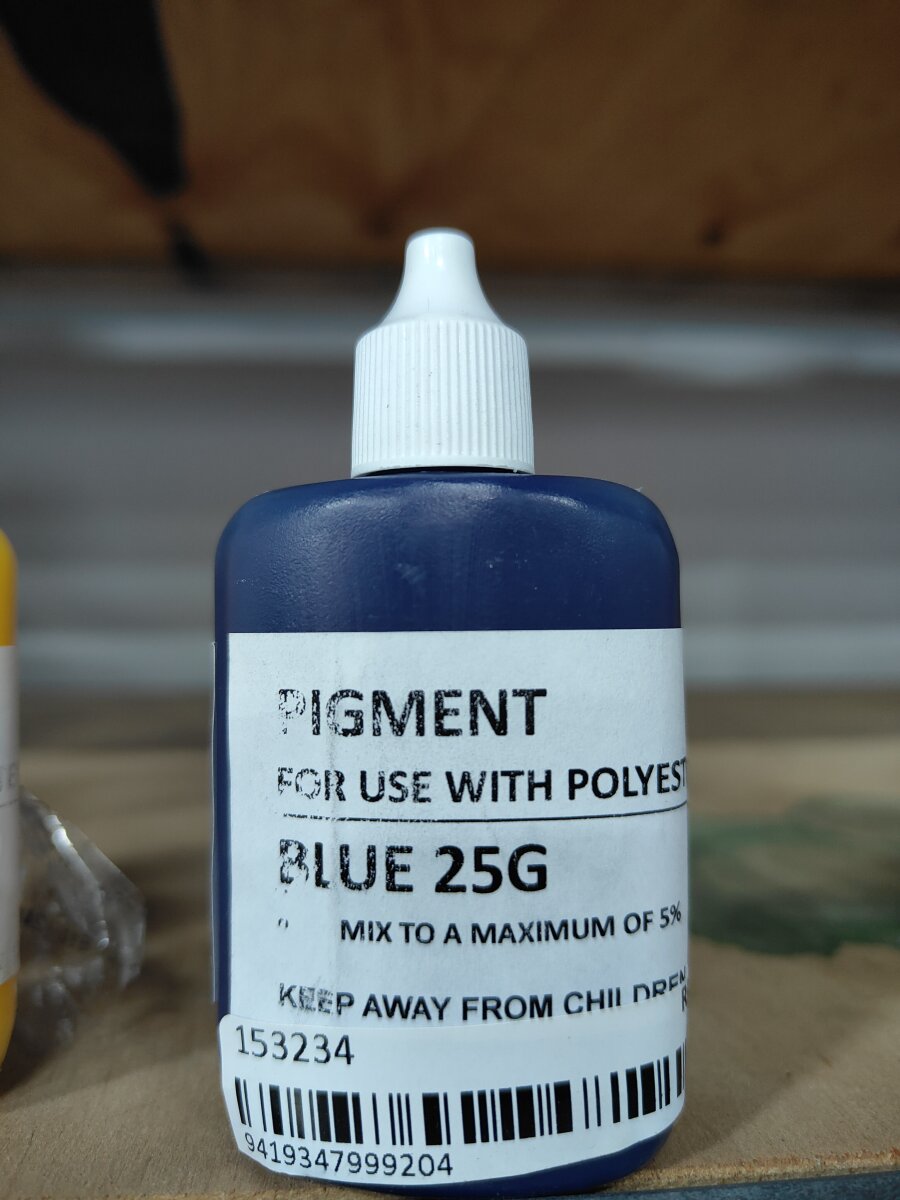 PIGMENT
FOR USE WITH POLYEST
BLUE 25G
MIX TO A MAXIMUM OF 5%
KEEP AWAY FROM CHILDREN
153234
9419347999204